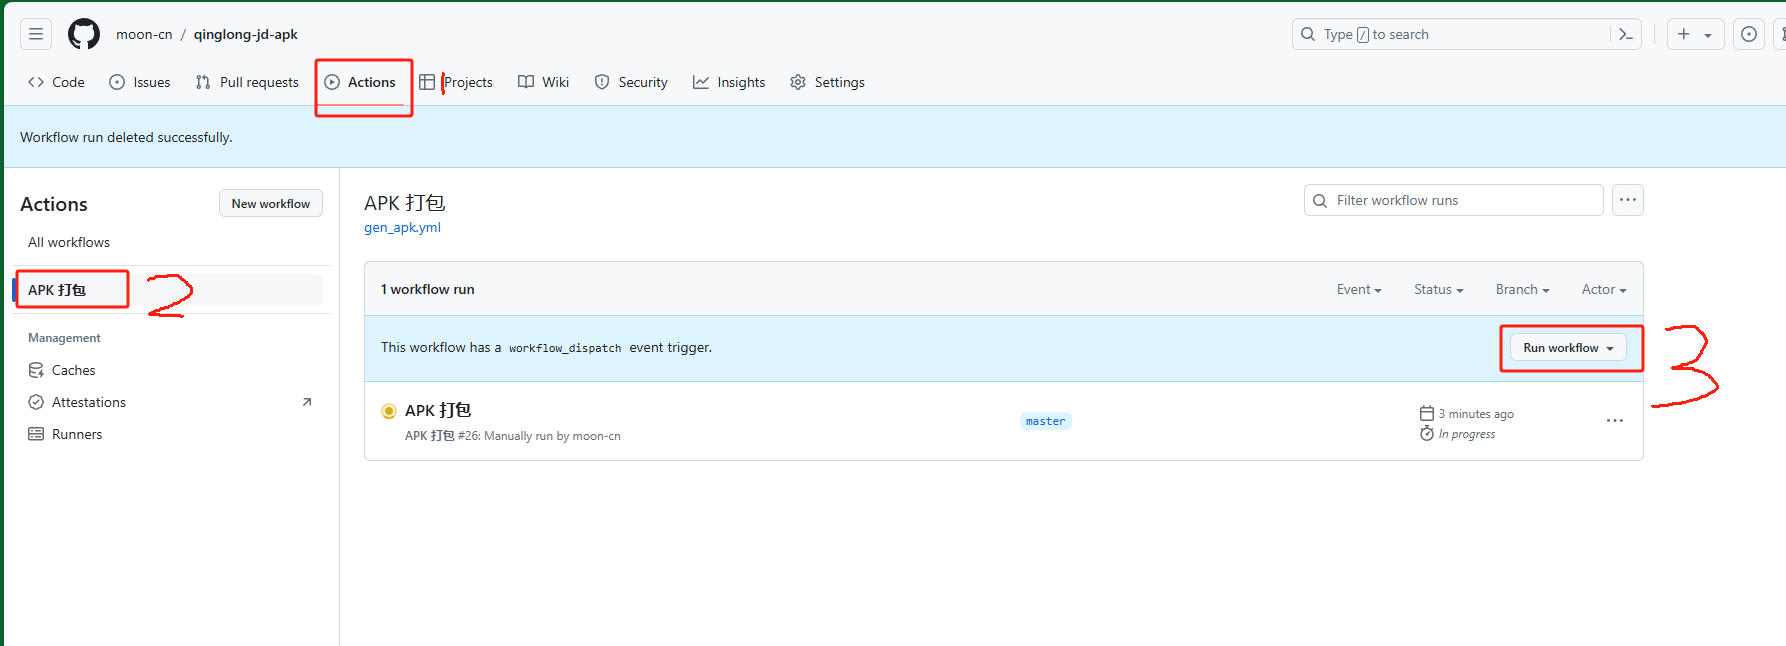 moon-cn / qinglong-jd-apk
Type / to search
Code Issues Pull requests Actions 1 Projects Wiki Security Insights Settings
Workflow run deleted successfully.
Actions
New workflow
All workflows
APK 打包
2
Management
Caches
Attestations
Runners
APK 打包
gen_apk.yml
Filter workflow runs
1 workflow run
Event Status Branch Actor
This workflow has a workflow_dispatch event trigger.
Run workflow
3
APK 打包
APK 打包 #26: Manually run by moon-cn
master
3 minutes ago
In progress